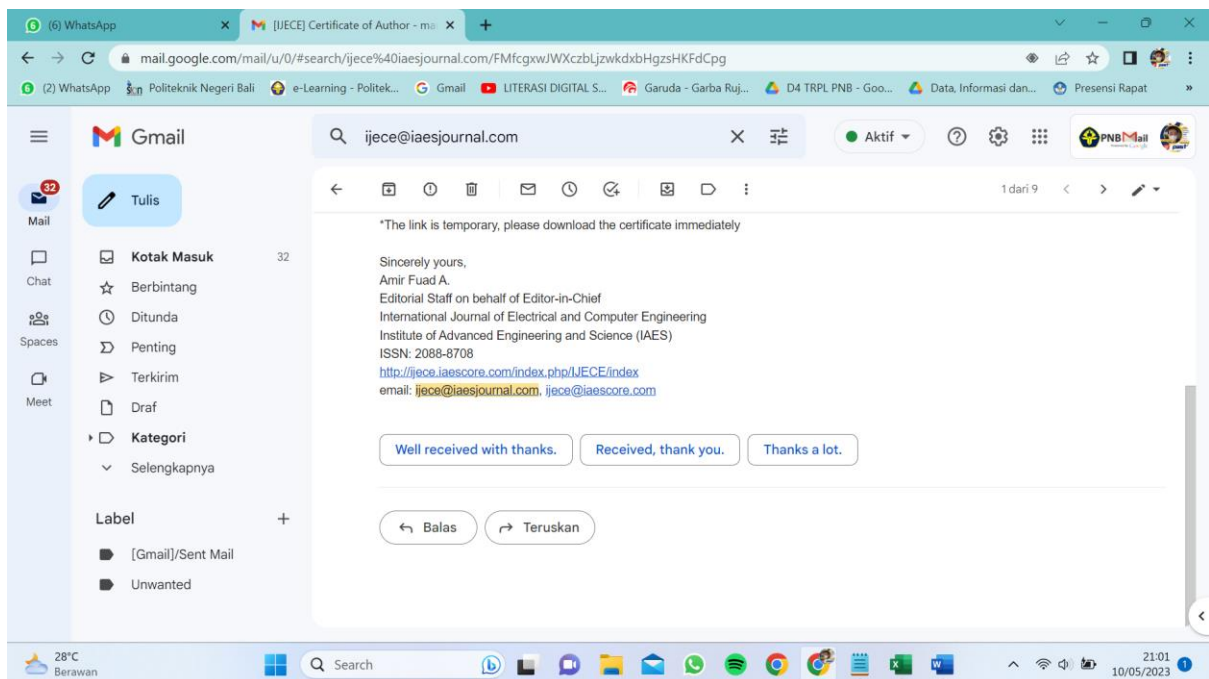 (6) WhatsApp
[IJECE] Certificate of Author - ma
mail.google.com/mail/u/0/#search/ijece%40iaesjournal.com/FMfcgxwJWXczbLjzwkdxbHgzsHKFdCpg
(2) WhatsApp Politeknik Negeri Bali e-Learning - Politek... Gmail LITERASI DIGITAL S... Garuda - Garba Ruj... D4 TRPL PNB - Goo... Data, Informasi dan... Presensi Rapat »
Gmail
ijece@iaesjournal.com
Aktif
PNBMail
32
Mail
Chat
Spaces
Meet
Tulis
Kotak Masuk 32
Berbintang
Ditunda
Penting
Terkirim
Draf
Kategori
Selengkapnya
Label
[Gmail]/Sent Mail
Unwanted
1 dari 9
*The link is temporary, please download the certificate immediately
Sincerely yours,
Amir Fuad A.
Editorial Staff on behalf of Editor-in-Chief
International Journal of Electrical and Computer Engineering
Institute of Advanced Engineering and Science (IAES)
ISSN: 2088-8708
http://ijece.iaescore.com/index.php/IJECE/index
email: ijece@iaesjournal.com, ijece@iaescore.com
Well received with thanks. Received, thank you. Thanks a lot.
Balas Teruskan
28°C
Berawan
Search
21:01
10/05/2023
1